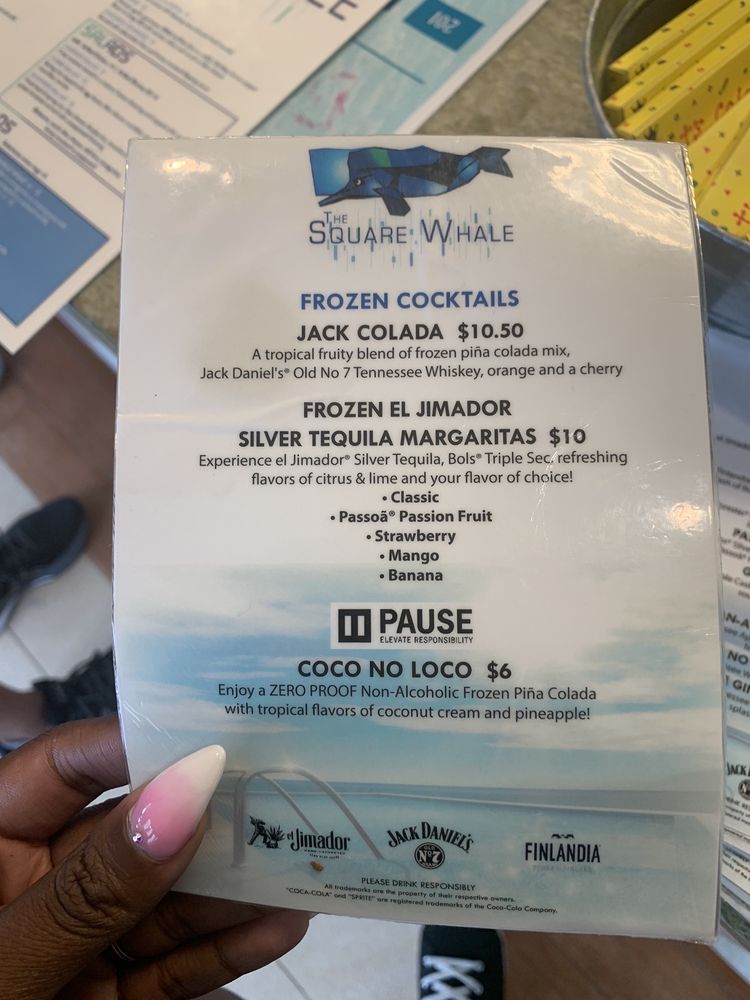 SALADS
201
THE
SQUARE WHALE
FROZEN COCKTAILS
JACK COLADA $10.50
A tropical fruity blend of frozen piña colada mix,
Jack Daniel's® Old No 7 Tennessee Whiskey, orange and a cherry
FROZEN EL JIMADOR
SILVER TEQUILA MARGARITAS $10
Experience el Jimador® Silver Tequila, Bols® Triple Sec, refreshing
flavors of citrus & lime and your flavor of choice!
• Classic
• Passoã® Passion Fruit
• Strawberry
• Mango
• Banana
PAUSE
ELEVATE RESPONSIBILITY
COCO NO LOCO $6
Enjoy a ZERO PROOF Non-Alcoholic Frozen Piña Colada
with tropical flavors of coconut cream and pineapple!
el Jimador
JACK DANIEL'S
OLD
Nº7
FINLANDIA
PLEASE DRINK RESPONSIBLY
All trademarks are the property of their respective owners.
"COCA-COLA" and "SPRITE" are registered trademarks of the Coca-Cola Company.